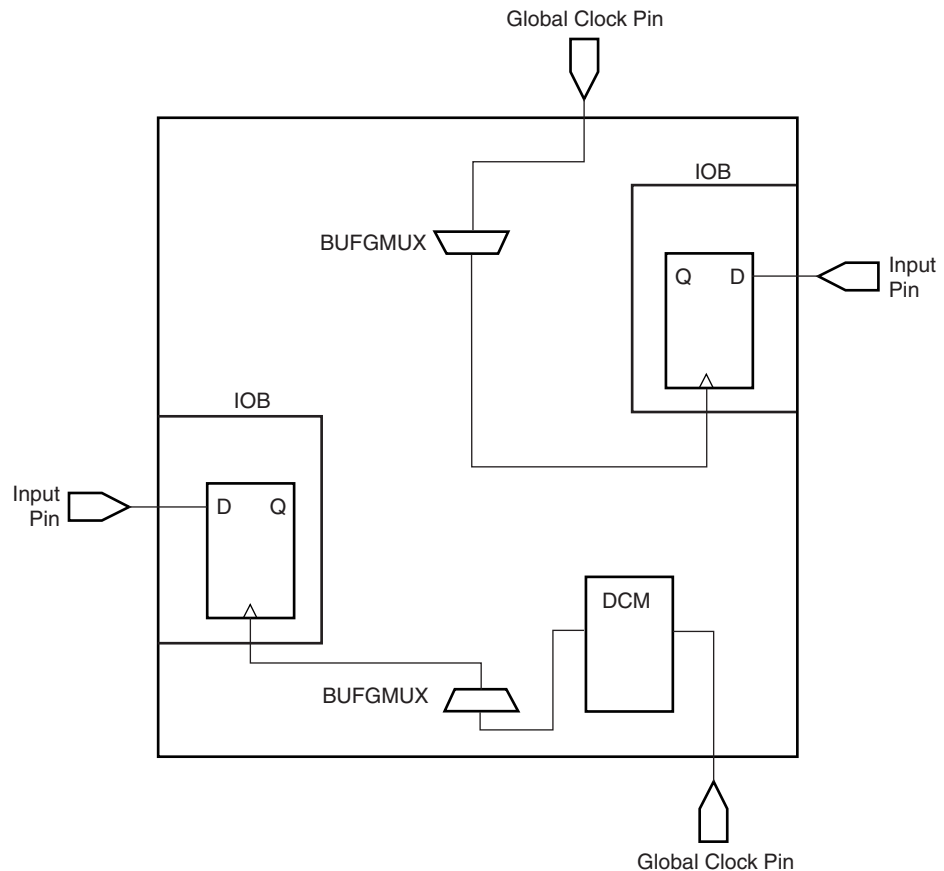 Global Clock Pin
IOB
BUFGMUX
Q D
Input
Pin
IOB
Input
Pin
D Q
DCM
BUFGMUX
Global Clock Pin